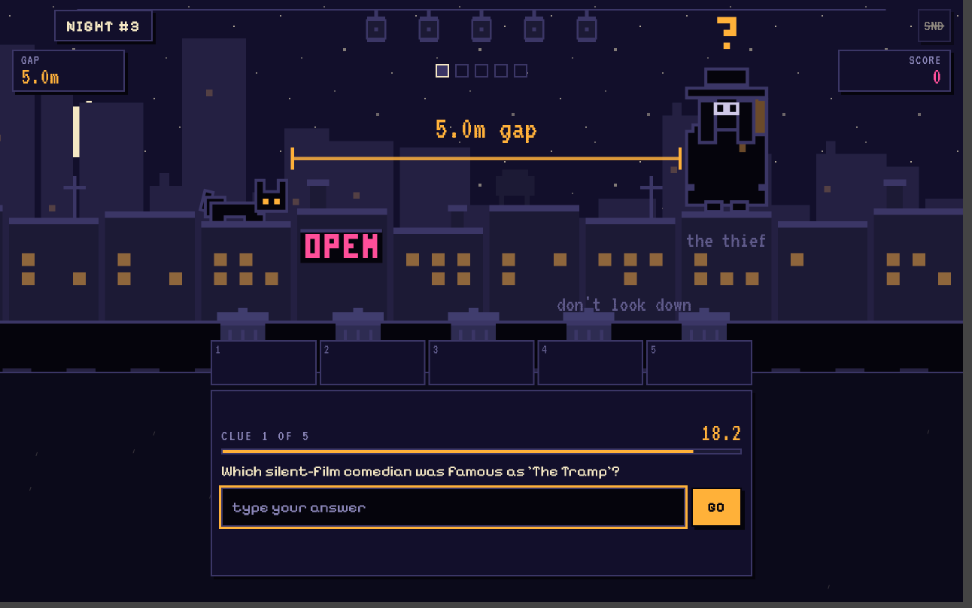 NIGHT #3
SND
GAP
5.0m
SCORE
0
?
5.0m gap
OPEN
the thief
don't look down
1
2
3
4
5
CLUE 1 OF 5
18.2
Which silent-film comedian was famous as 'The Tramp'?
type your answer
GO